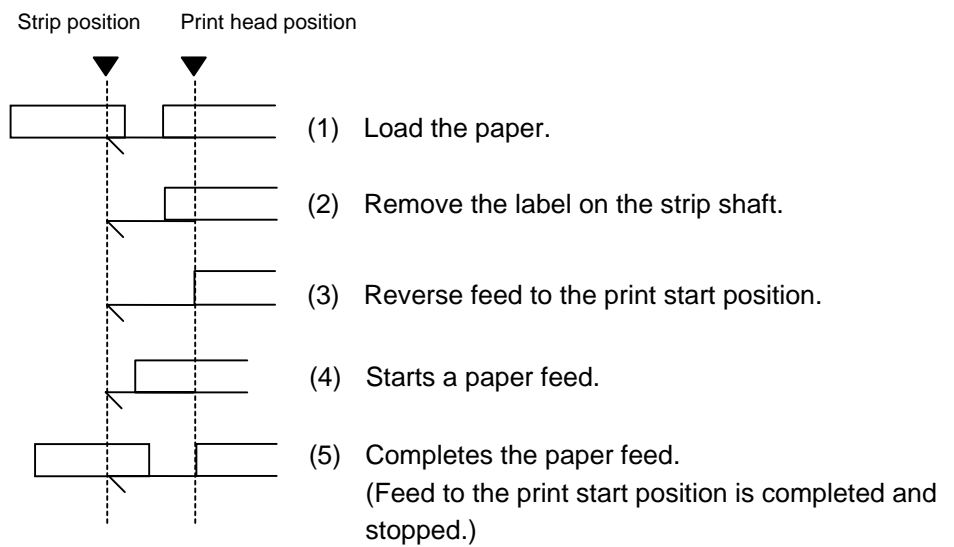 Strip position Print head position
(1) Load the paper.
(2) Remove the label on the strip shaft.
(3) Reverse feed to the print start position.
(4) Starts a paper feed.
(5) Completes the paper feed.
(Feed to the print start position is completed and
stopped.)